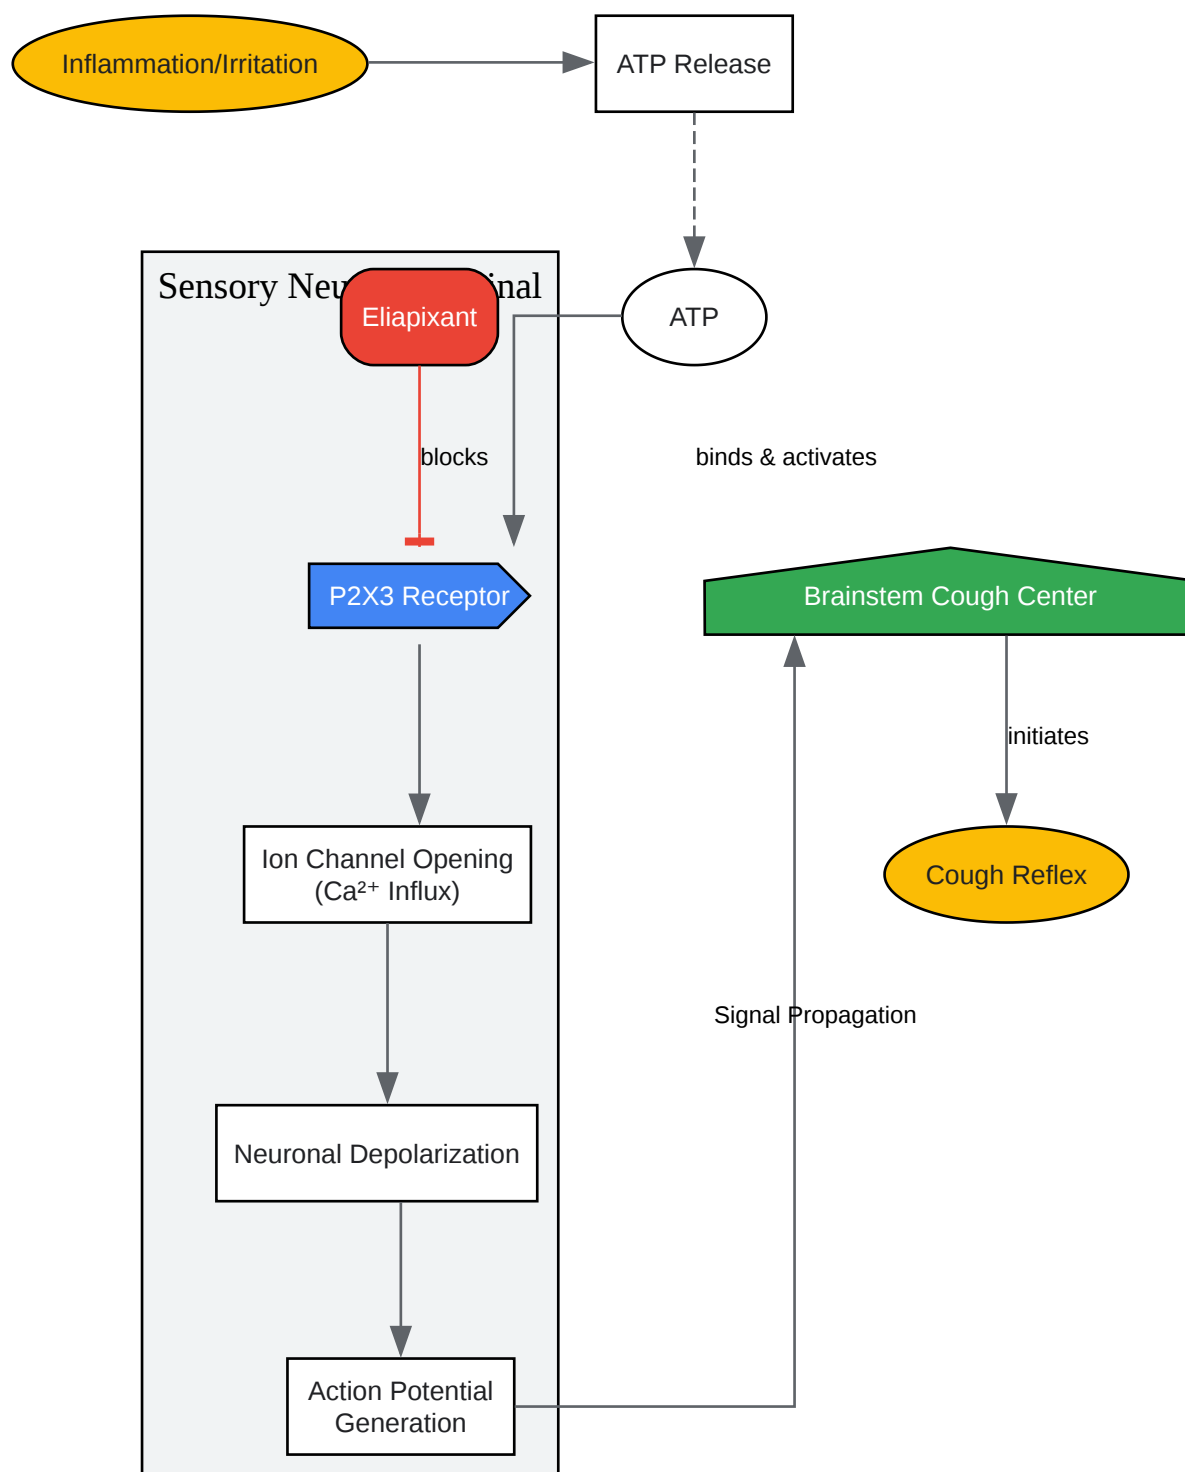 Inflammation/Irritation
ATP Release
Sensory
inal
Eliapixant
ATP
blocks
binds & activates
P2X3 Receptor
Brainstem Cough Center
initiates
Ion Channel Opening
(Ca²⁺ Influx)
Cough Reflex
Signal Propagation
Neuronal Depolarization
Action Potential
Generation